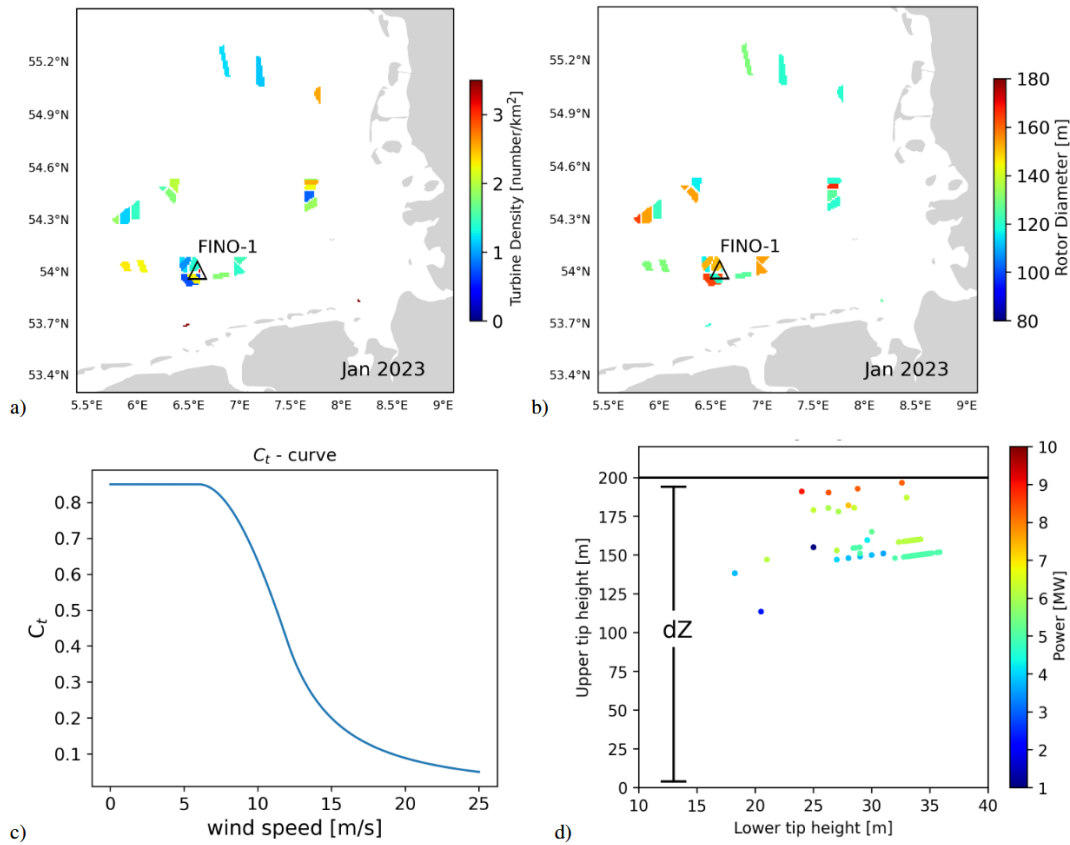 55.2°N
54.9°N
54.6°N
54.3°N
54°N
53.7°N
53.4°N
FINO-1
Jan 2023
5.5°E 6°E 6.5°E 7°E 7.5°E 8°E 8.5°E 9°E
a)
3
2
1
0
Turbine Density [number/km²]
55.2°N
54.9°N
54.6°N
54.3°N
54°N
53.7°N
53.4°N
FINO-1
Jan 2023
5.5°E 6°E 6.5°E 7°E 7.5°E 8°E 8.5°E 9°E
b)
180
160
140
120
100
80
Rotor Diameter [m]
Cₜ - curve
Cₜ
0.8
0.7
0.6
0.5
0.4
0.3
0.2
0.1
0 5 10 15 20 25
wind speed [m/s]
c)
Upper tip height [m]
200
175
150
125
100
75
50
25
0
dZ
10 15 20 25 30 35 40
Lower tip height [m]
d)
10
9
8
7
6
5
4
3
2
1
Power [MW]